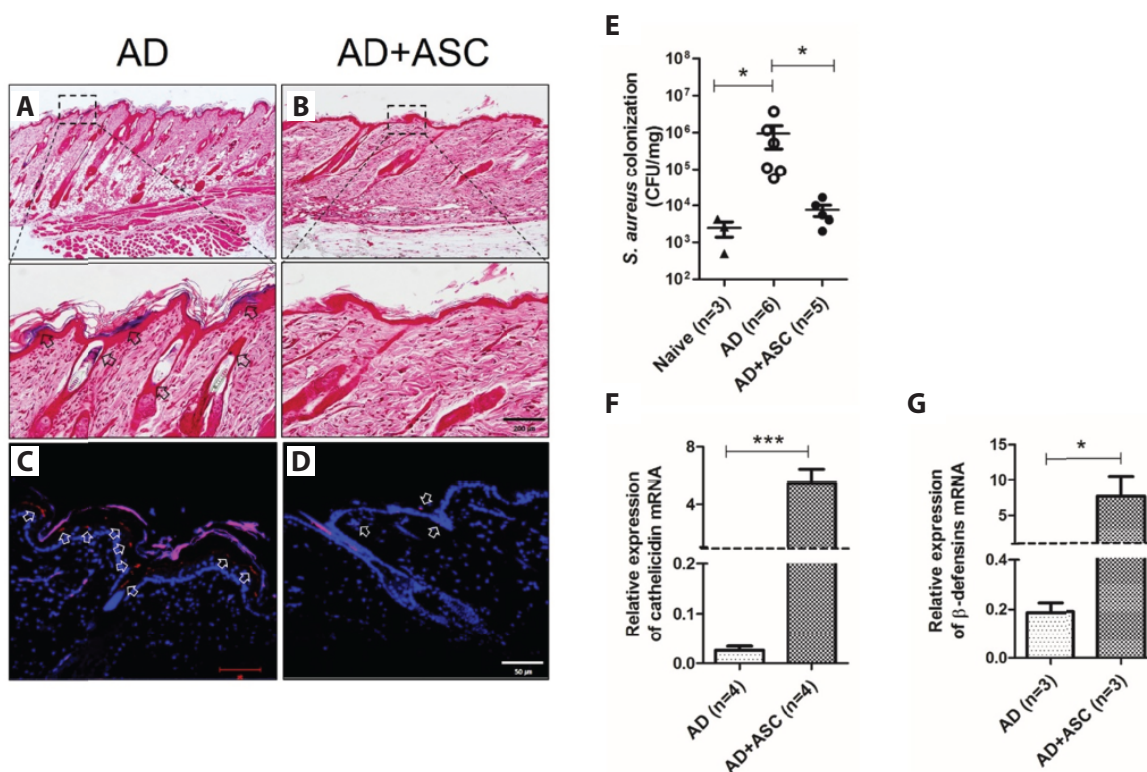 AD
AD+ASC
A
B
200 µm
C
D
50 µm
E
S. aureus colonization
(CFU/mg)
10⁸
10⁷
10⁶
10⁵
10⁴
10³
10²
*
*
Naive (n=3)
AD (n=6)
AD+ASC (n=5)
F
Relative expression
of cathelicidin mRNA
8
6
4
0.2
0.1
0.0
***
AD (n=4)
AD+ASC (n=4)
G
Relative expression
of β-defensins mRNA
15
10
5
0.4
0.2
0.0
*
AD (n=3)
AD+ASC (n=3)